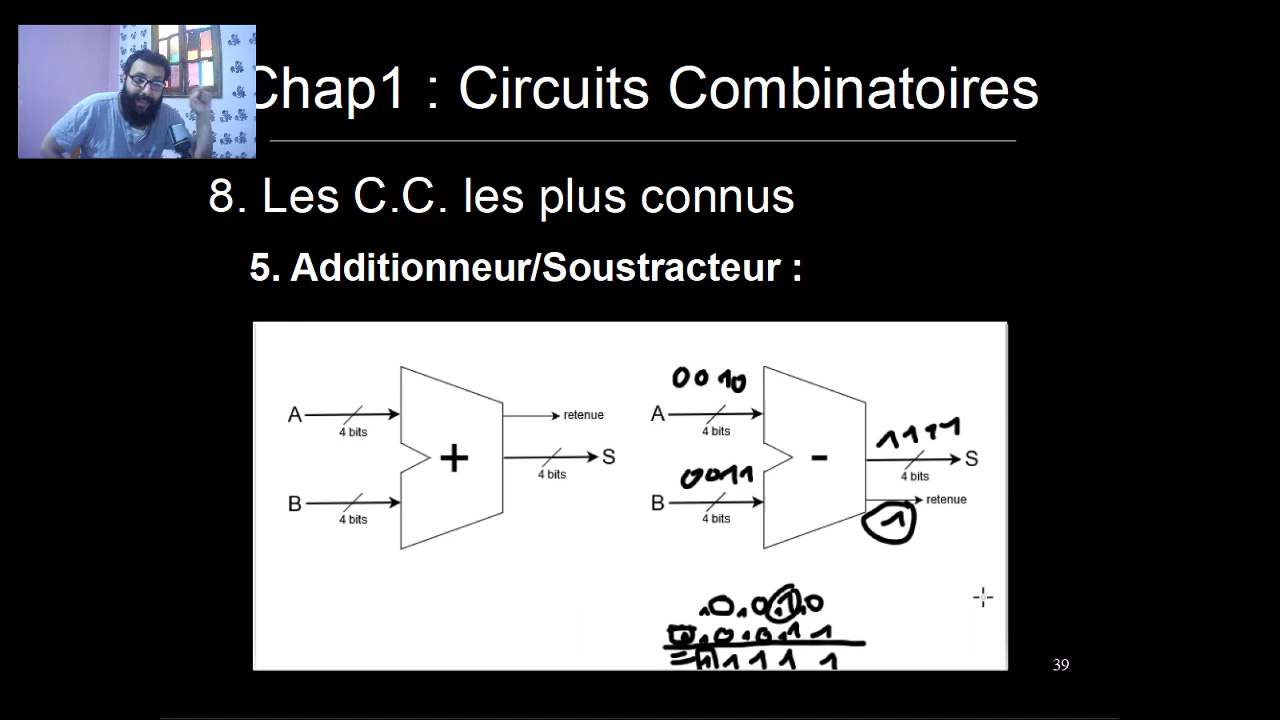 Chap1 : Circuits Combinatoires
8. Les C.C. les plus connus
5. Additionneur/Soustracteur :
A
4 bits
B
4 bits
+
retenue
S
4 bits
0010
A
4 bits
0011
B
4 bits
-
1111
S
4 bits
retenue
1
39